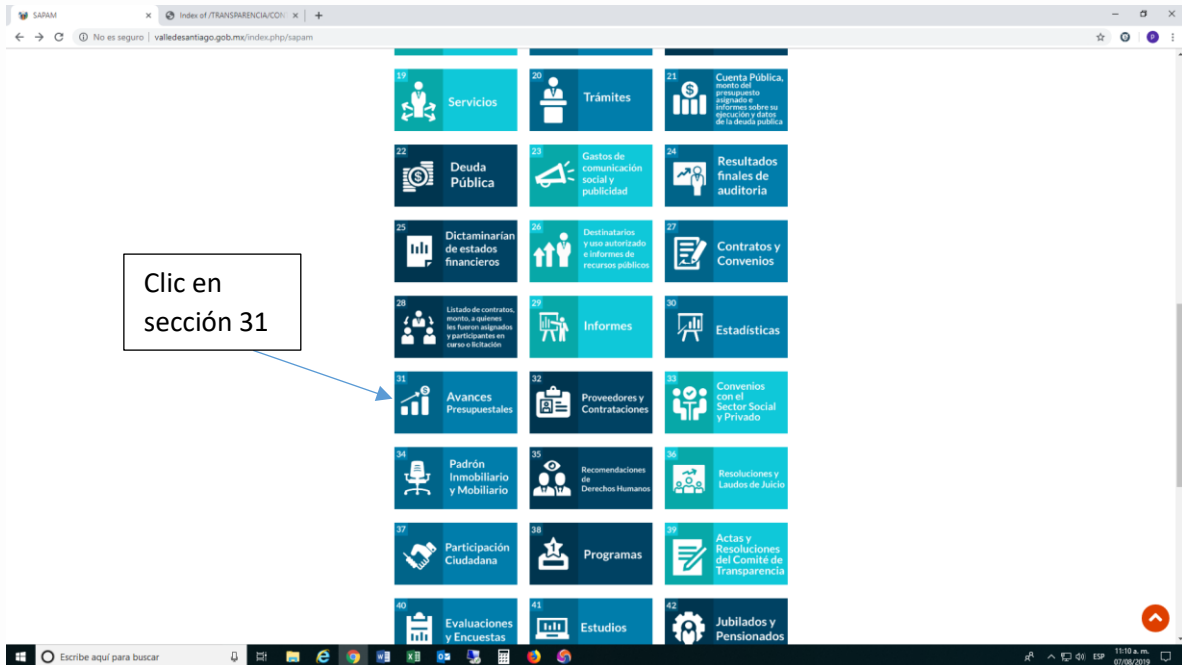 SAPAM
Index of /TRANSPARENCIA/CON
No es seguro | valledesantiago.gob.mx/index.php/sapam
19
Servicios
20
Trámites
21
Cuenta Pública,
monto del
presupuesto
asignado e
informes sobre su
ejecución y datos
de la deuda publica
22
Deuda
Pública
23
Gastos de
comunicación
social y
publicidad
24
Resultados
finales de
auditoria
25
Dictaminarían
de estados
financieros
26
Destinatarios
y uso autorizado
e informes de
recursos públicos
27
Contratos y
Convenios
Clic en
sección 31
28
Listado de contratos,
monto, a quienes
les fueron asignados
y participantes en
curso o licitación
29
Informes
30
Estadísticas
31
Avances
Presupuestales
32
Proveedores y
Contrataciones
33
Convenios
con el
Sector Social
y Privado
34
Padrón
Inmobiliario
y Mobiliario
35
Recomendaciones
de
Derechos Humanos
36
Resoluciones y
Laudos de Juicio
37
Participación
Ciudadana
38
1
Programas
39
Actas y
Resoluciones
del Comité de
Transparencia
40
Evaluaciones
y Encuestas
41
Estudios
42
Jubilados y
Pensionados
Escribe aquí para buscar
ESP
11:10 a. m.
07/08/2019